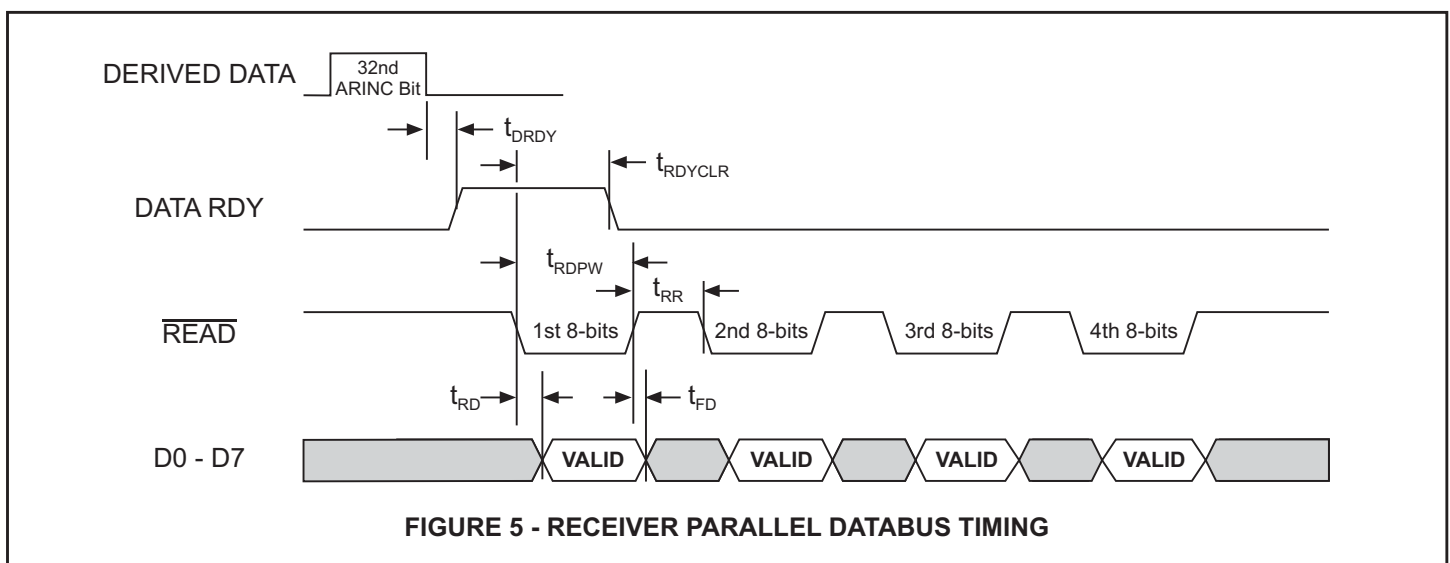 DERIVED DATA
32nd
ARINC Bit
tDRDY
tRDYCLR
DATA RDY
tRDPW
tRR
READ
1st 8-bits
2nd 8-bits
3rd 8-bits
4th 8-bits
tRD
tFD
D0 - D7
VALID
VALID
VALID
VALID
FIGURE 5 - RECEIVER PARALLEL DATABUS TIMING